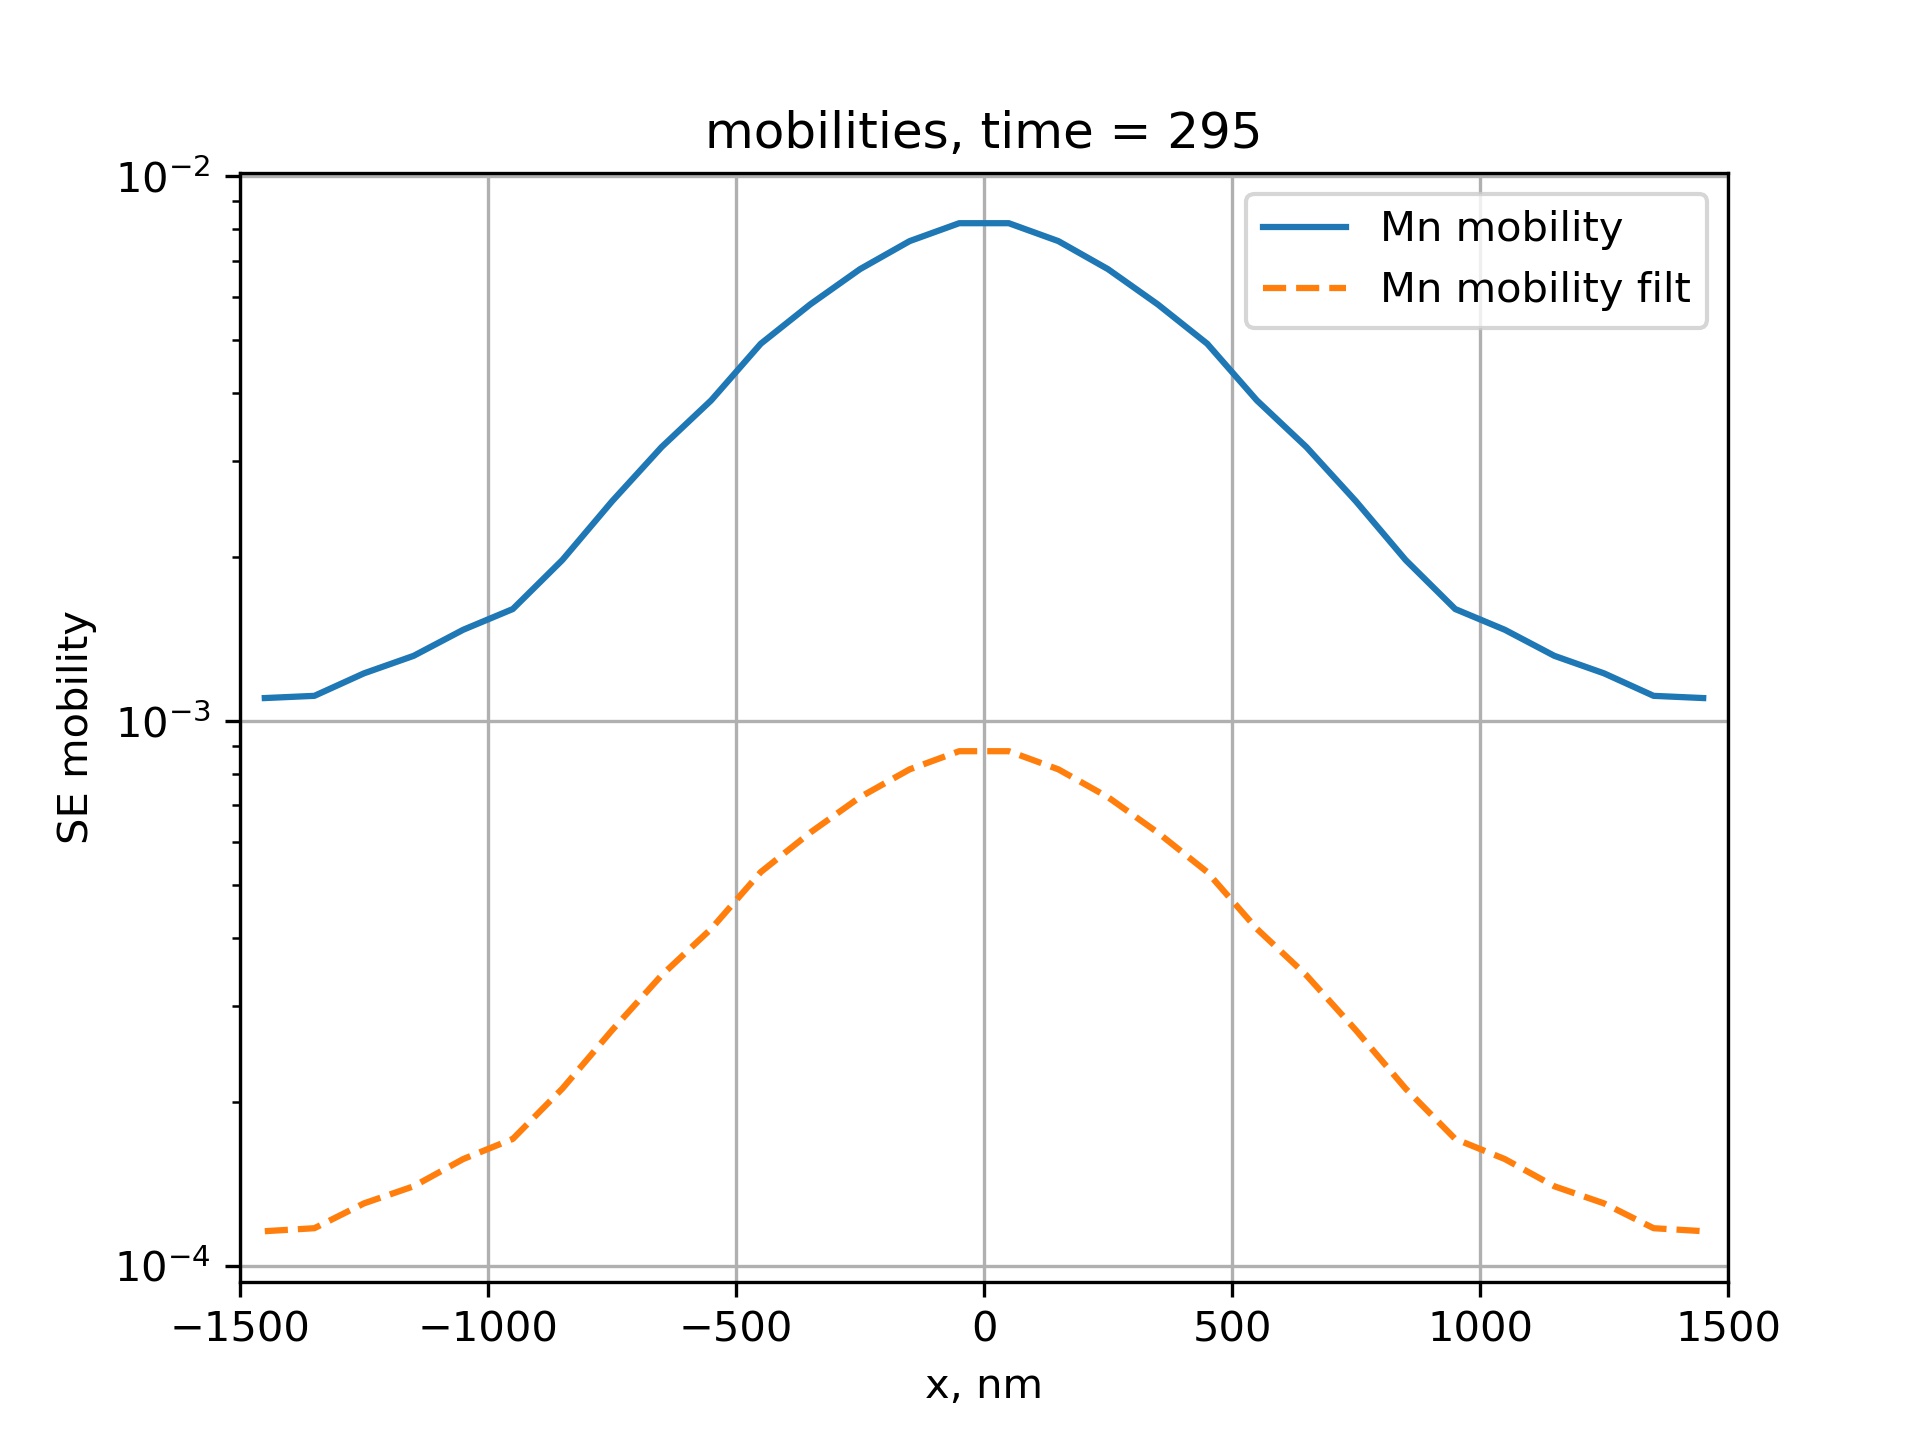 mobilities, time = 295
10⁻²
10⁻³
10⁻⁴
SE mobility
Mn mobility
Mn mobility filt
−1500 −1000 −500 0 500 1000 1500
x, nm